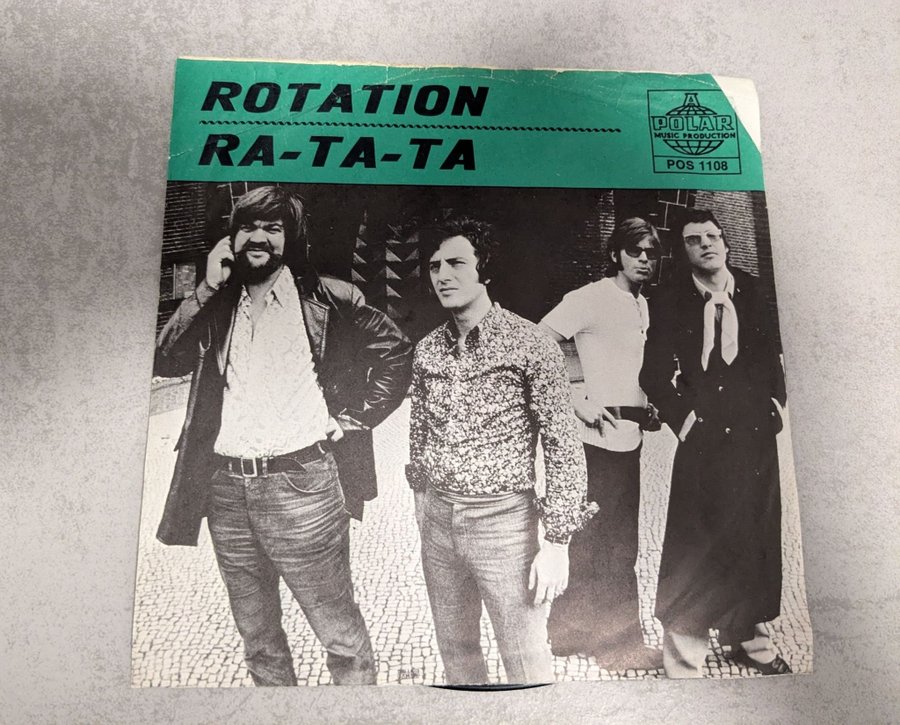 ROTATION
RA-TA-TA
A
POLAR
MUSIC PRODUCTION
POS 1108